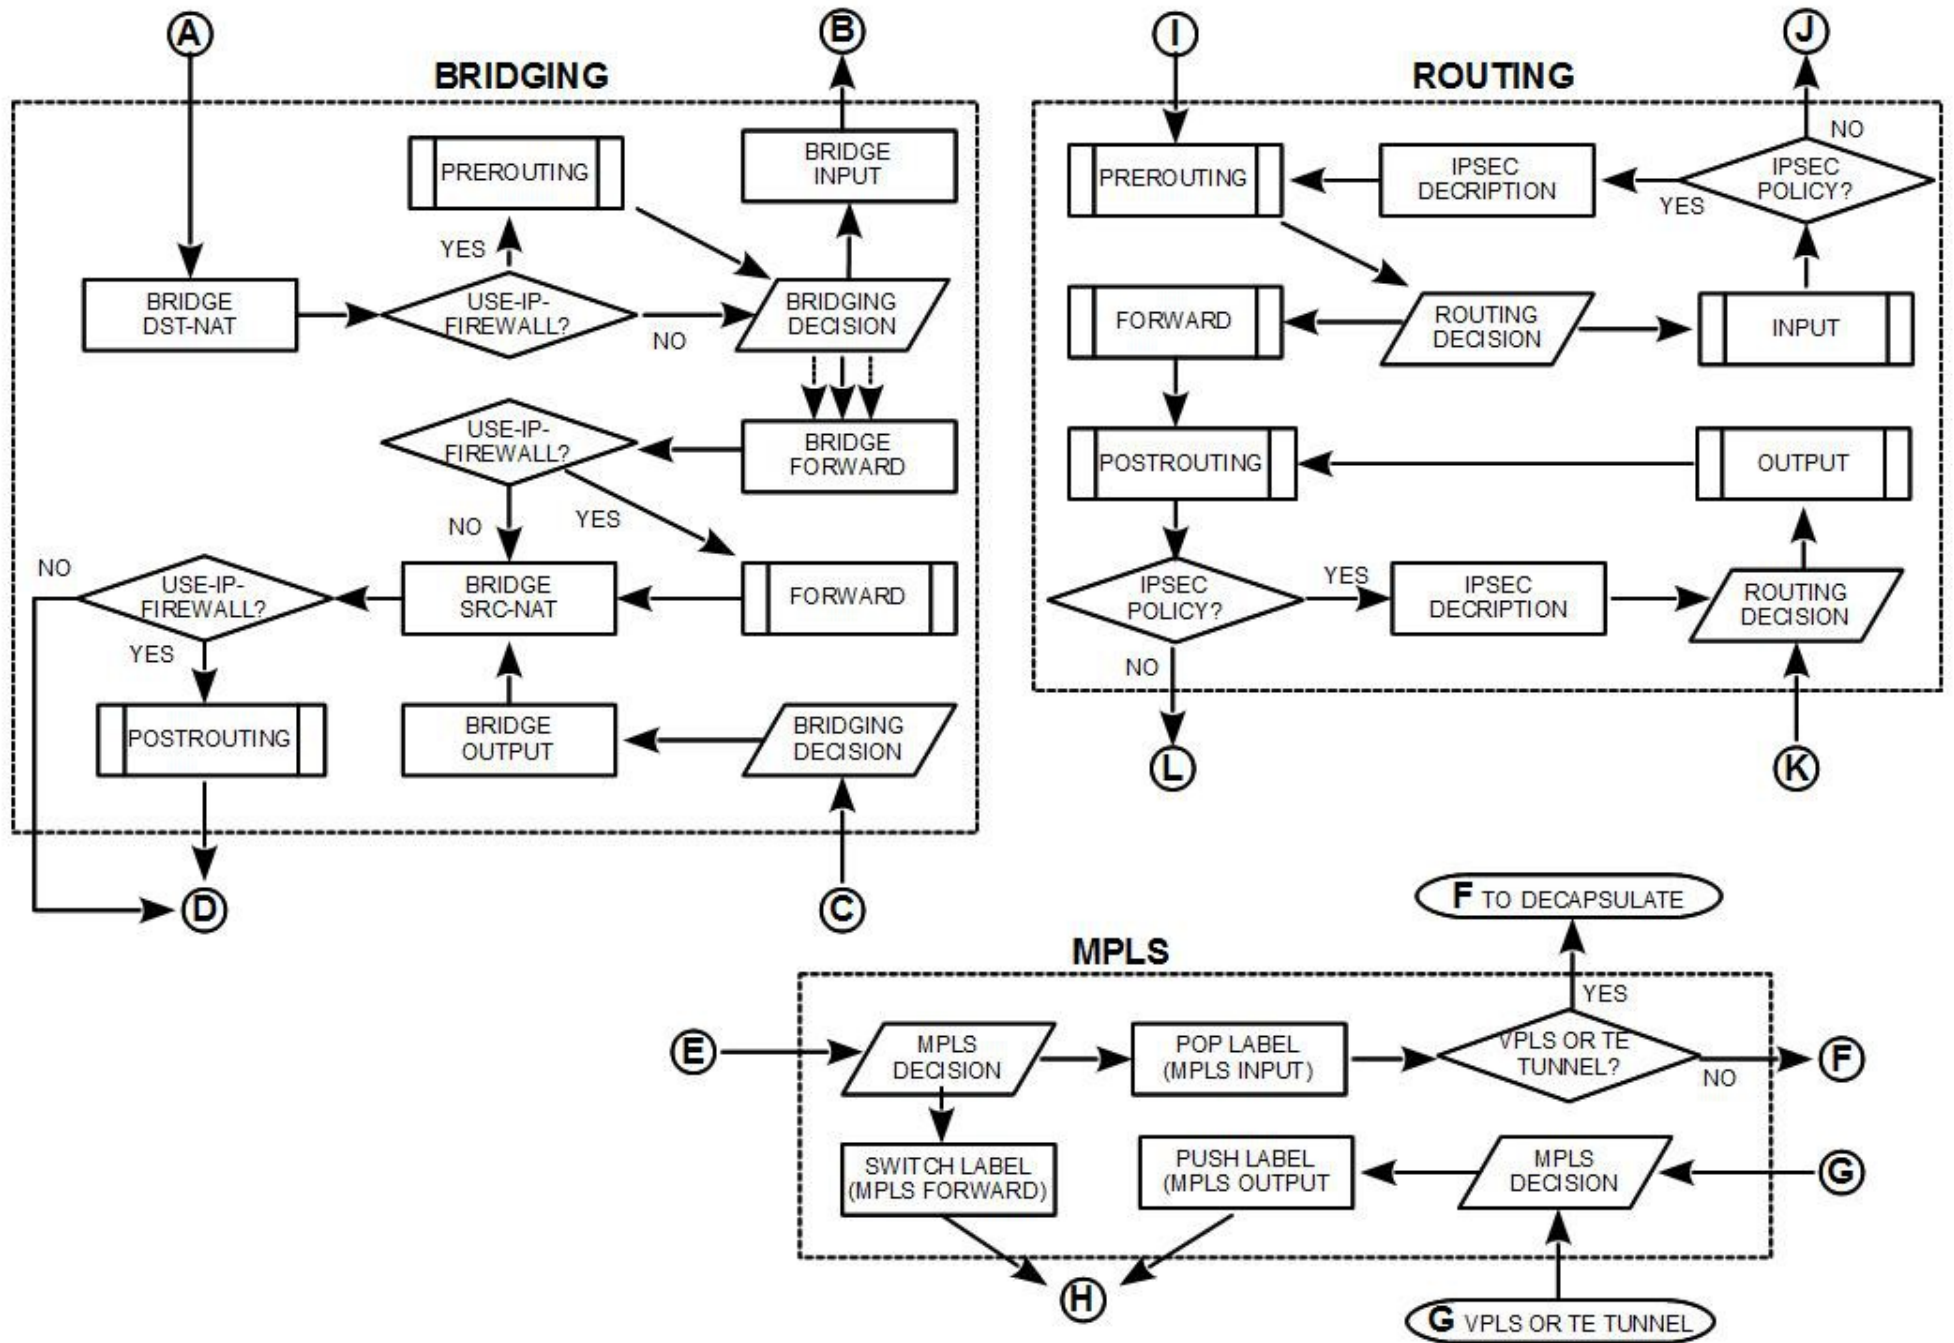 A
B
BRIDGING
PREROUTING
BRIDGE
INPUT
YES
BRIDGE
DST-NAT
USE-IP-
FIREWALL?
NO
BRIDGING
DECISION
USE-IP-
FIREWALL?
BRIDGE
FORWARD
NO
YES
NO
USE-IP-
FIREWALL?
BRIDGE
SRC-NAT
FORWARD
YES
POSTROUTING
BRIDGE
OUTPUT
BRIDGING
DECISION
D
C
I
J
ROUTING
NO
PREROUTING
IPSEC
DECRIPTION
IPSEC
POLICY?
YES
FORWARD
ROUTING
DECISION
INPUT
POSTROUTING
OUTPUT
IPSEC
POLICY?
YES
IPSEC
DECRIPTION
ROUTING
DECISION
NO
L
K
F TO DECAPSULATE
MPLS
YES
E
MPLS
DECISION
POP LABEL
(MPLS INPUT)
VPLS OR TE
TUNNEL?
NO
F
SWITCH LABEL
(MPLS FORWARD)
PUSH LABEL
(MPLS OUTPUT
MPLS
DECISION
G
H
G VPLS OR TE TUNNEL